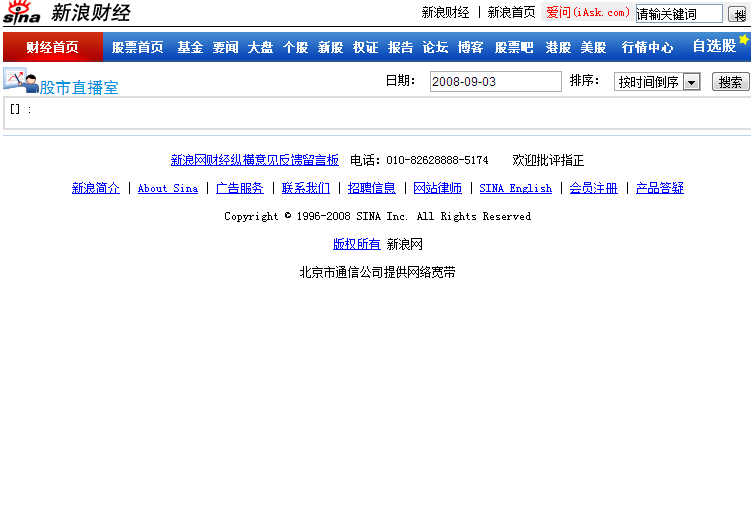 sina 新浪财经 新浪财经 | 新浪首页 爱问(iAsk.com) 请输关键词 搜
财经首页 股票首页 基金 要闻 大盘 个股 新股 权证 报告 论坛 博客 股票吧 港股 美股 行情中心 自选股
股市直播室 日期: 2008-09-03 排序: 按时间倒序 搜索
[] :
新浪网财经纵横意见反馈留言板 电话:010-82628888-5174 欢迎批评指正
新浪简介 | About Sina | 广告服务 | 联系我们 | 招聘信息 | 网站律师 | SINA English | 会员注册 | 产品答疑
Copyright © 1996-2008 SINA Inc. All Rights Reserved
版权所有 新浪网
北京市通信公司提供网络宽带